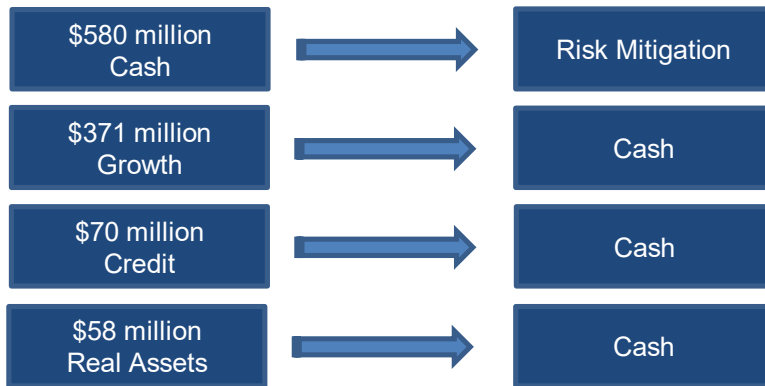 $580 million
Cash
Risk Mitigation
$371 million
Growth
Cash
$70 million
Credit
Cash
$58 million
Real Assets
Cash